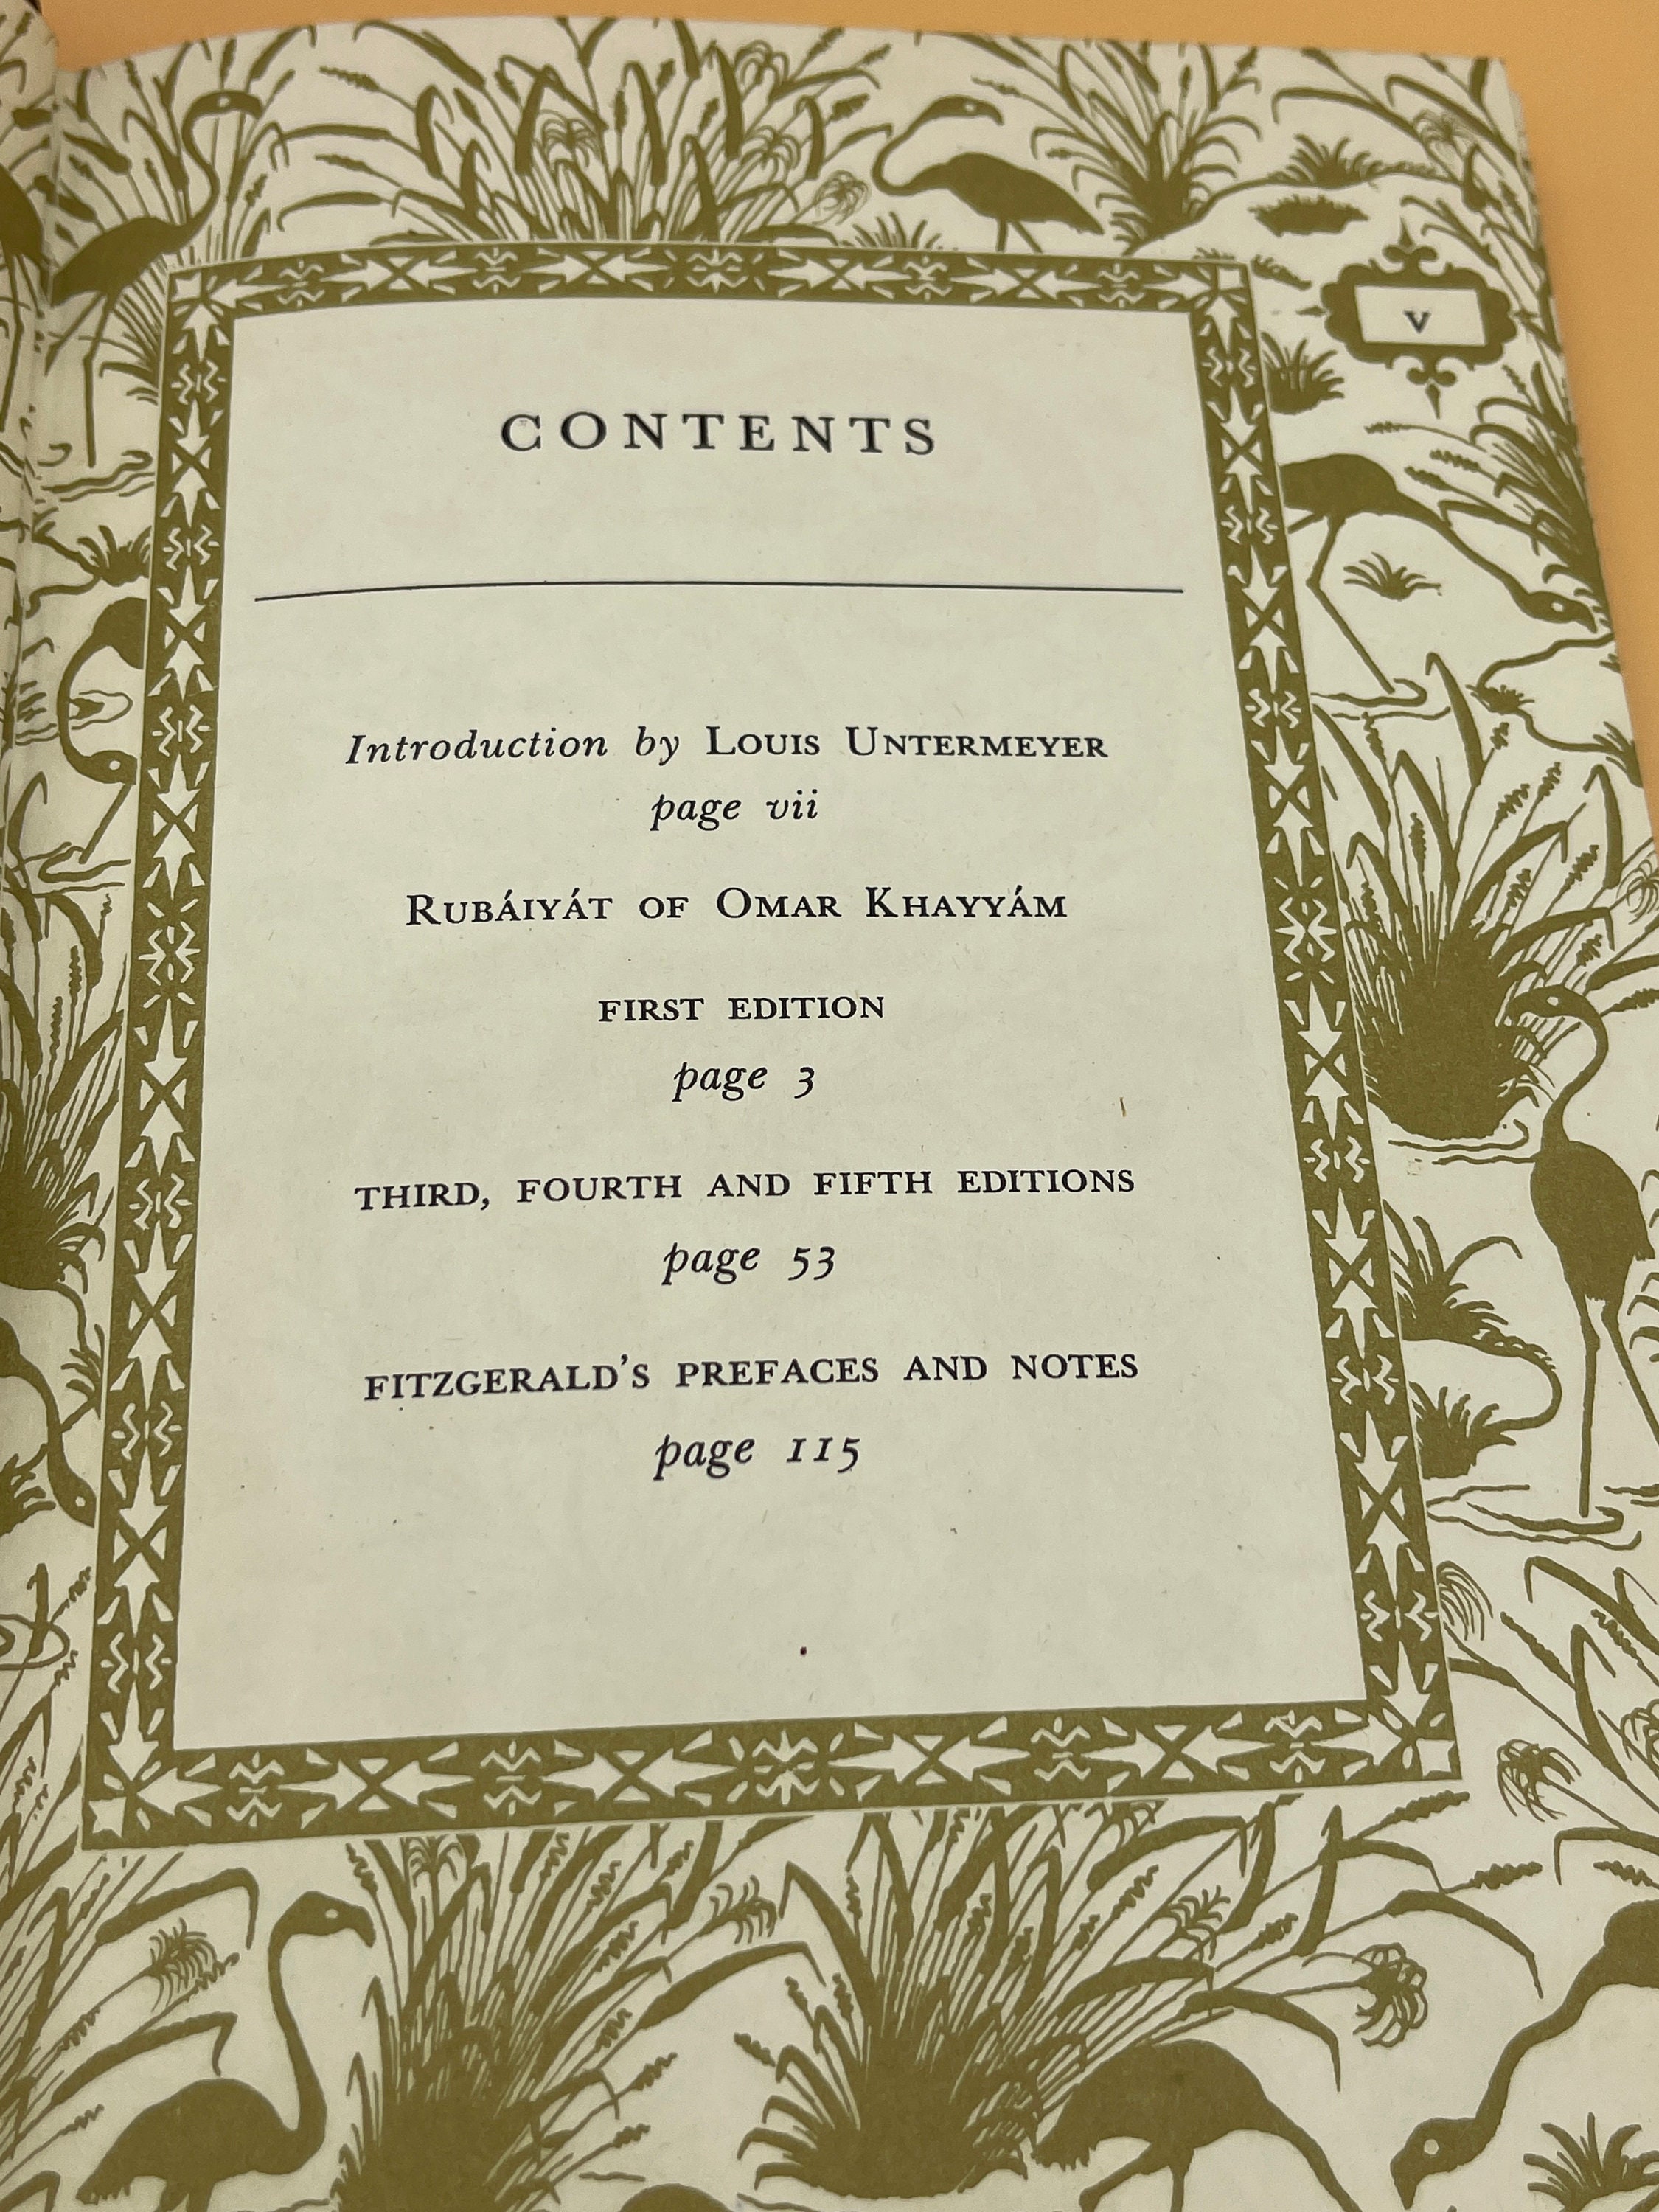 v
CONTENTS
Introduction by LOUIS UNTERMEYER
page vii
RUBÁIYÁT OF OMAR KHAYYÁM
FIRST EDITION
page 3
THIRD, FOURTH AND FIFTH EDITIONS
page 53
FITZGERALD'S PREFACES AND NOTES
page 115